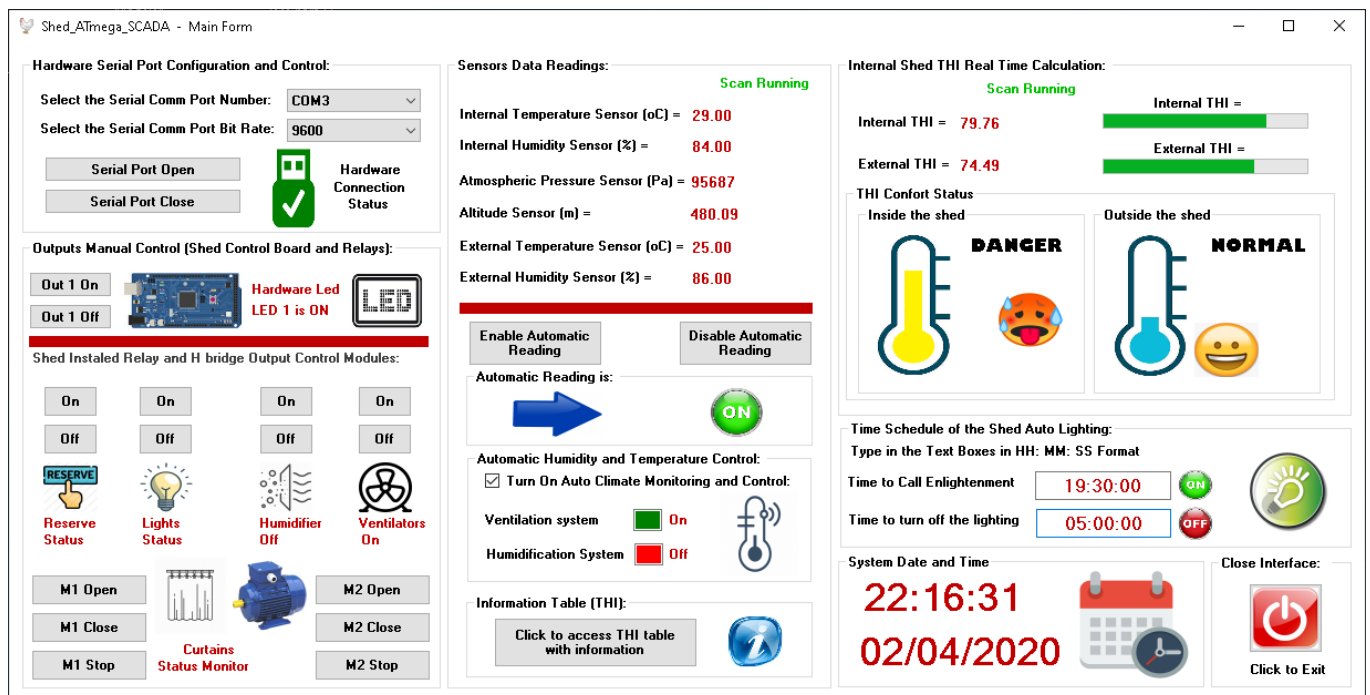 Shed_ATmega_SCADA - Main Form
Hardware Serial Port Configuration and Control:
Select the Serial Comm Port Number:
COM3
Select the Serial Comm Port Bit Rate:
9600
Serial Port Open
Serial Port Close
Hardware
Connection
Status
Outputs Manual Control (Shed Control Board and Relays):
Out 1 On
Out 1 Off
Hardware Led
LED 1 is ON
LED
Shed Instaled Relay and H bridge Output Control Modules:
On
On
On
On
Off
Off
Off
Off
RESERVE
Reserve
Status
Lights
Status
Humidifier
Off
Ventilators
On
M1 Open
M1 Close
M1 Stop
Curtains
Status Monitor
M2 Open
M2 Close
M2 Stop
Sensors Data Readings:
Scan Running
Internal Temperature Sensor (oC) = 29.00
Internal Humidity Sensor (%) = 84.00
Atmospheric Pressure Sensor (Pa) = 95687
Altitude Sensor (m) = 480.09
External Temperature Sensor (oC) = 25.00
External Humidity Sensor (%) = 86.00
Enable Automatic
Reading
Disable Automatic
Reading
Automatic Reading is:
ON
Automatic Humidity and Temperature Control:
Turn On Auto Climate Monitoring and Control:
Ventilation system
On
Humidification System
Off
Information Table (THI):
Click to access THI table
with information
Internal Shed THI Real Time Calculation:
Scan Running
Internal THI = 79.76
Internal THI =
External THI = 74.49
External THI =
THI Confort Status
Inside the shed
DANGER
Outside the shed
NORMAL
Time Schedule of the Shed Auto Lighting:
Type in the Text Boxes in HH: MM: SS Format
Time to Call Enlightenment
19:30:00
ON
Time to turn off the lighting
05:00:00
OFF
System Date and Time
22:16:31
02/04/2020
Close Interface:
Click to Exit